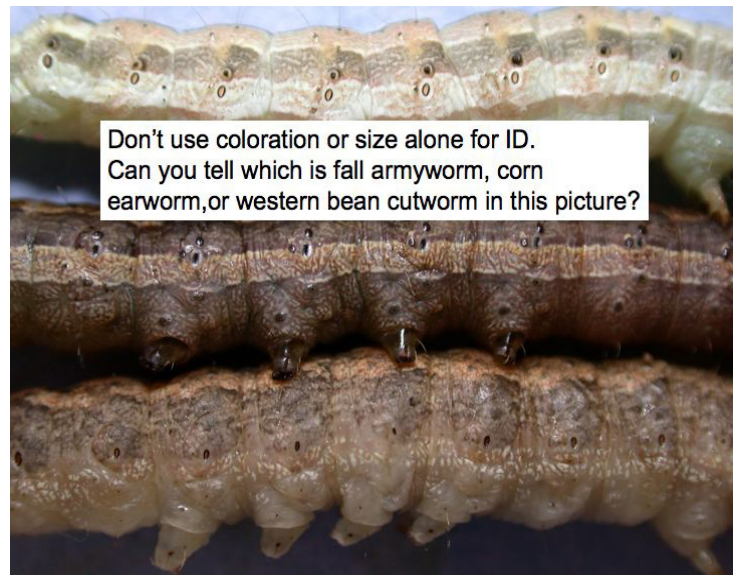 Don’t use coloration or size alone for ID.
Can you tell which is fall armyworm, corn
earworm,or western bean cutworm in this picture?